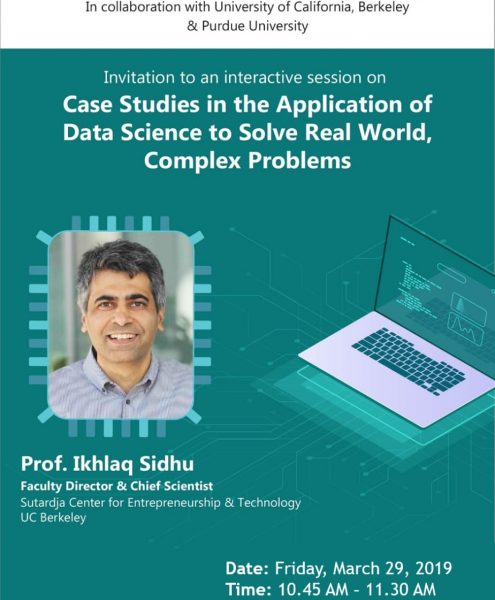 In collaboration with University of California, Berkeley
& Purdue University
Invitation to an interactive session on
Case Studies in the Application of
Data Science to Solve Real World,
Complex Problems
Prof. Ikhlaq Sidhu
Faculty Director & Chief Scientist
Sutardja Center for Entrepreneurship & Technology
UC Berkeley
Date: Friday, March 29, 2019
Time: 10.45 AM - 11.30 AM